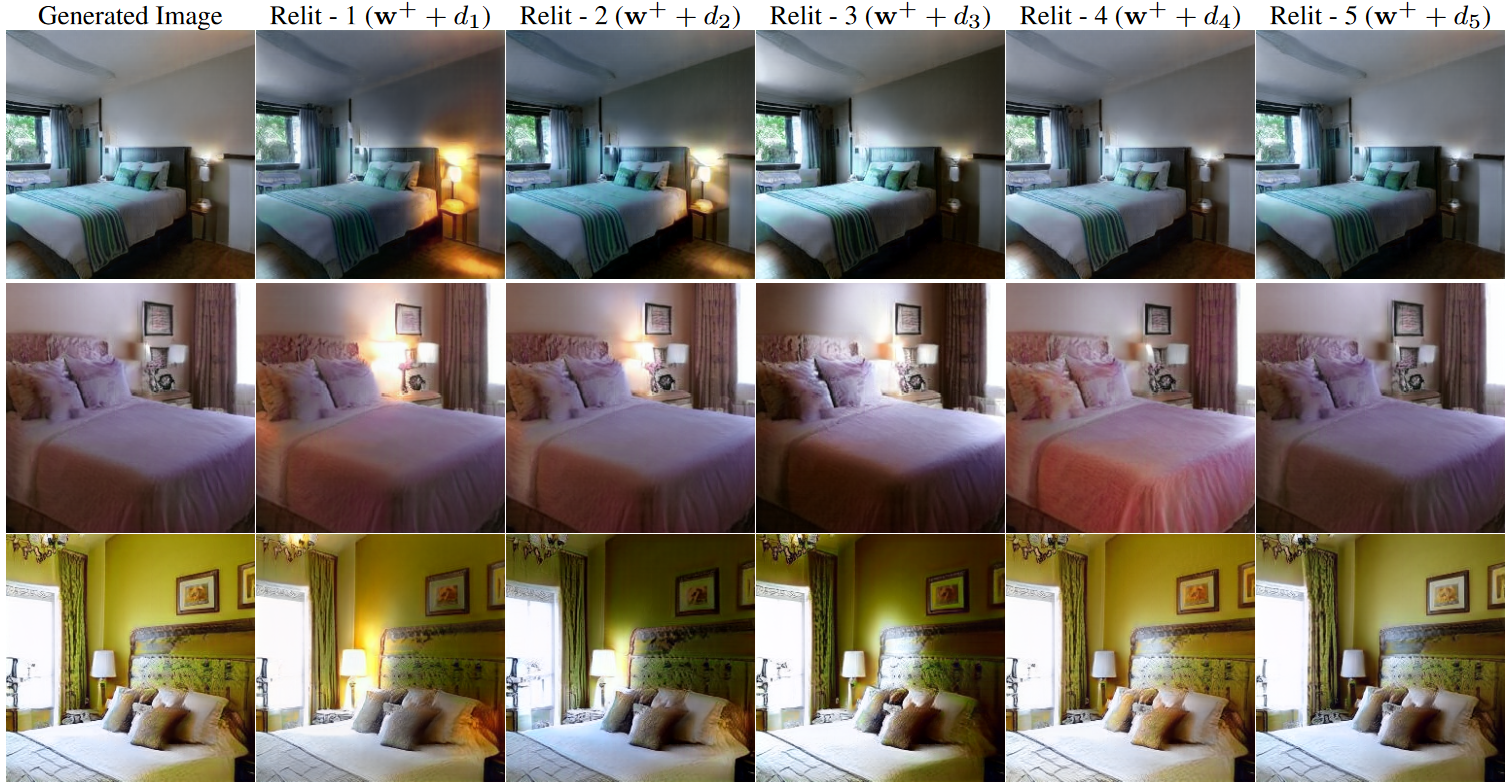 Generated Image Relit - 1 (w⁺ + d₁) Relit - 2 (w⁺ + d₂) Relit - 3 (w⁺ + d₃) Relit - 4 (w⁺ + d₄) Relit - 5 (w⁺ + d₅)